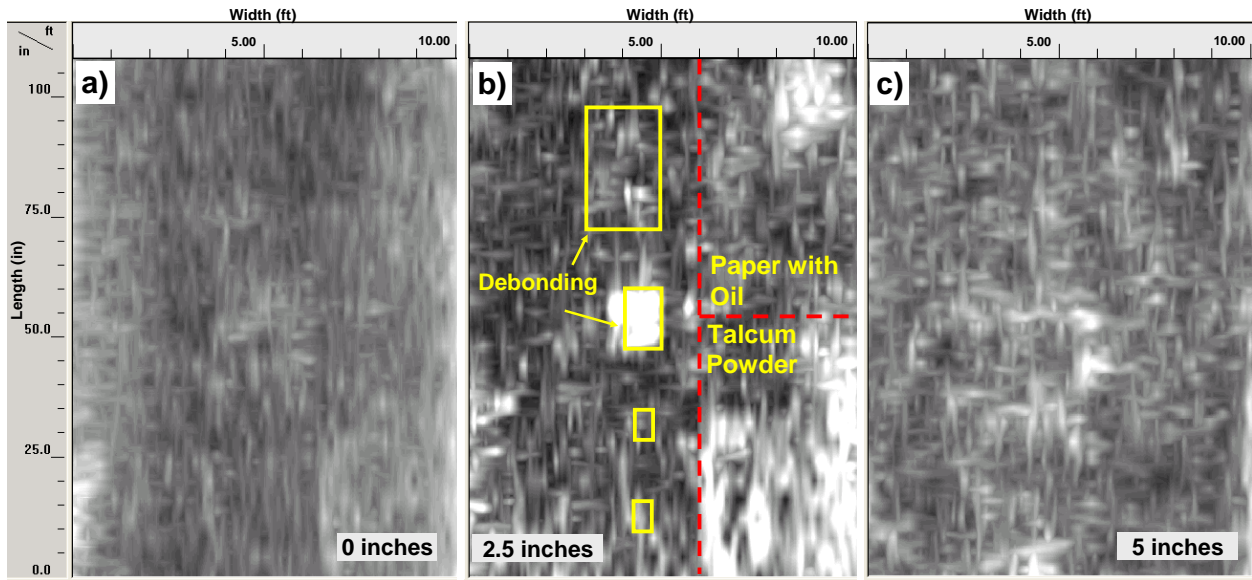 Width (ft)
Width (ft)
Width (ft)
ft
in
5.00
10.00
5.00
10.00
5.00
10.00
a)
b)
c)
100
75.0
50.0
25.0
0.0
Length (in)
Debonding
Paper with
Oil
Talcum
Powder
0 inches
2.5 inches
5 inches